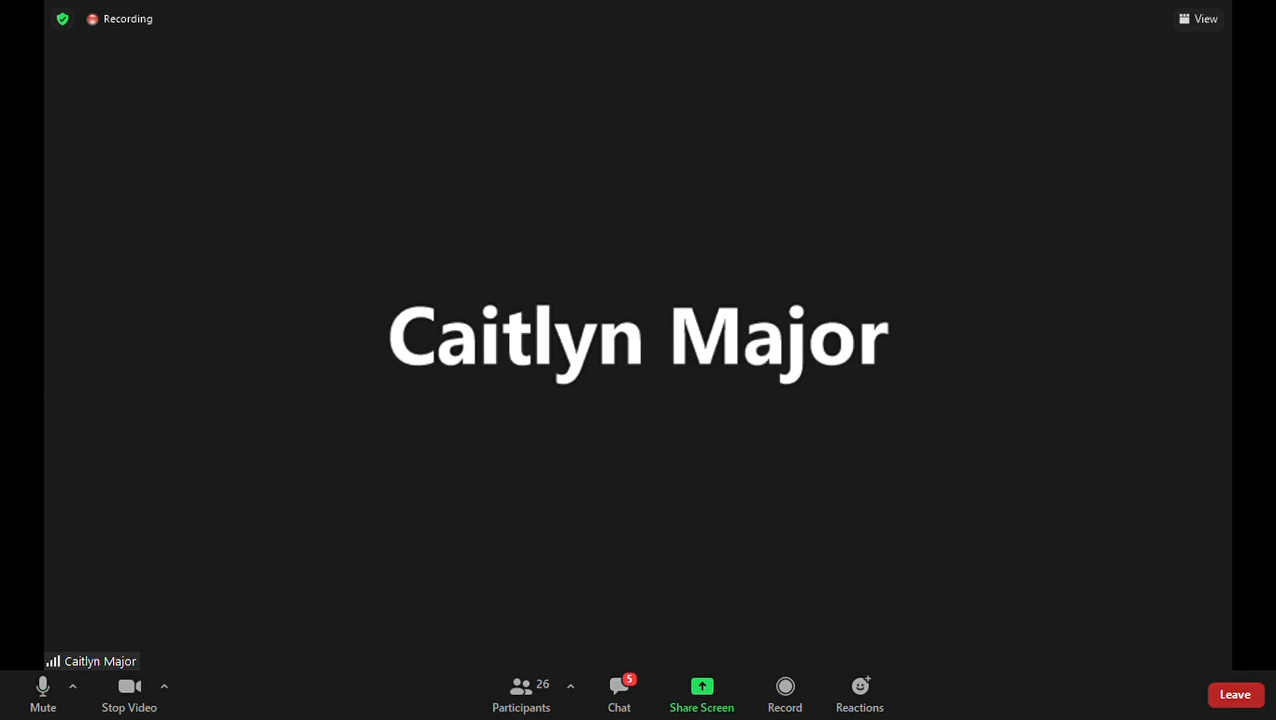 Recording
View
Caitlyn Major
Caitlyn Major
Mute
Stop Video
26
Participants
5
Chat
Share Screen
Record
Reactions
Leave